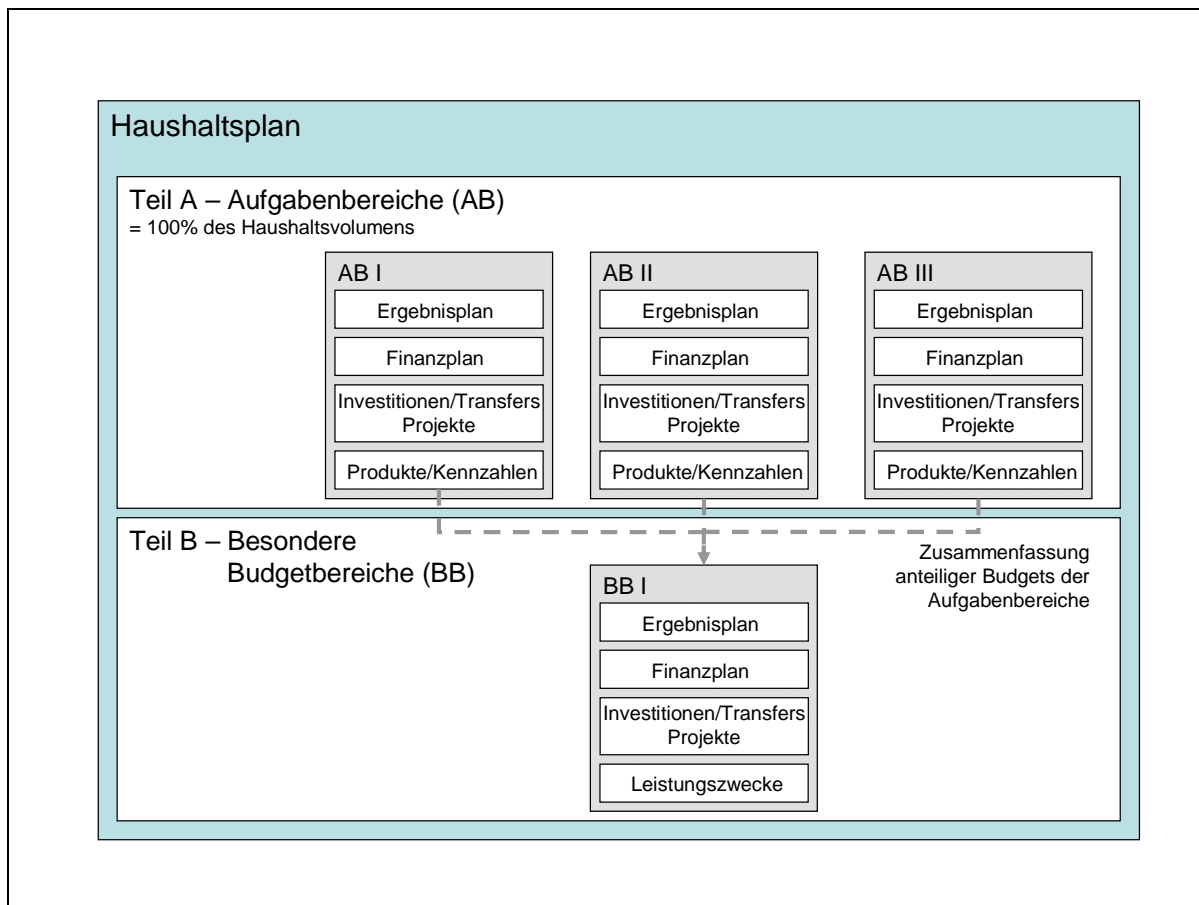 Haushaltsplan
Teil A – Aufgabenbereiche (AB)
= 100% des Haushaltsvolumens
AB I
Ergebnisplan
Finanzplan
Investitionen/Transfers
Projekte
Produkte/Kennzahlen
AB II
Ergebnisplan
Finanzplan
Investitionen/Transfers
Projekte
Produkte/Kennzahlen
AB III
Ergebnisplan
Finanzplan
Investitionen/Transfers
Projekte
Produkte/Kennzahlen
Teil B – Besondere
Budgetbereiche (BB)
Zusammenfassung
anteiliger Budgets der
Aufgabenbereiche
BB I
Ergebnisplan
Finanzplan
Investitionen/Transfers
Projekte
Leistungszwecke